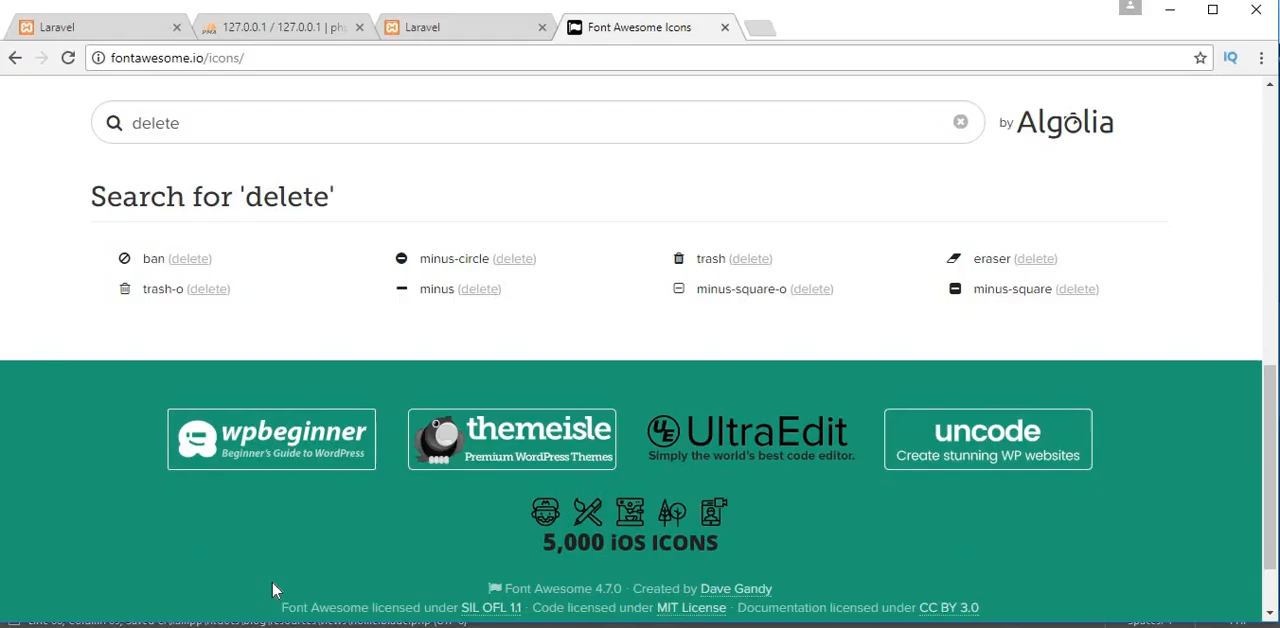 Laravel
127.0.0.1 / 127.0.0.1 | ph
Laravel
Font Awesome Icons
fontawesome.io/icons/
IQ
delete
by Algolia
Search for 'delete'
ban (delete) minus-circle (delete) trash (delete) eraser (delete)
trash-o (delete) minus (delete) minus-square-o (delete) minus-square (delete)
wpbeginner
Beginner's Guide to WordPress
themeisle
Premium WordPress Themes
UE UltraEdit
Simply the world's best code editor.
uncode
Create stunning WP websites
5,000 iOS ICONS
Font Awesome 4.7.0 · Created by Dave Gandy
Font Awesome licensed under SIL OFL 1.1 · Code licensed under MIT License · Documentation licensed under CC BY 3.0